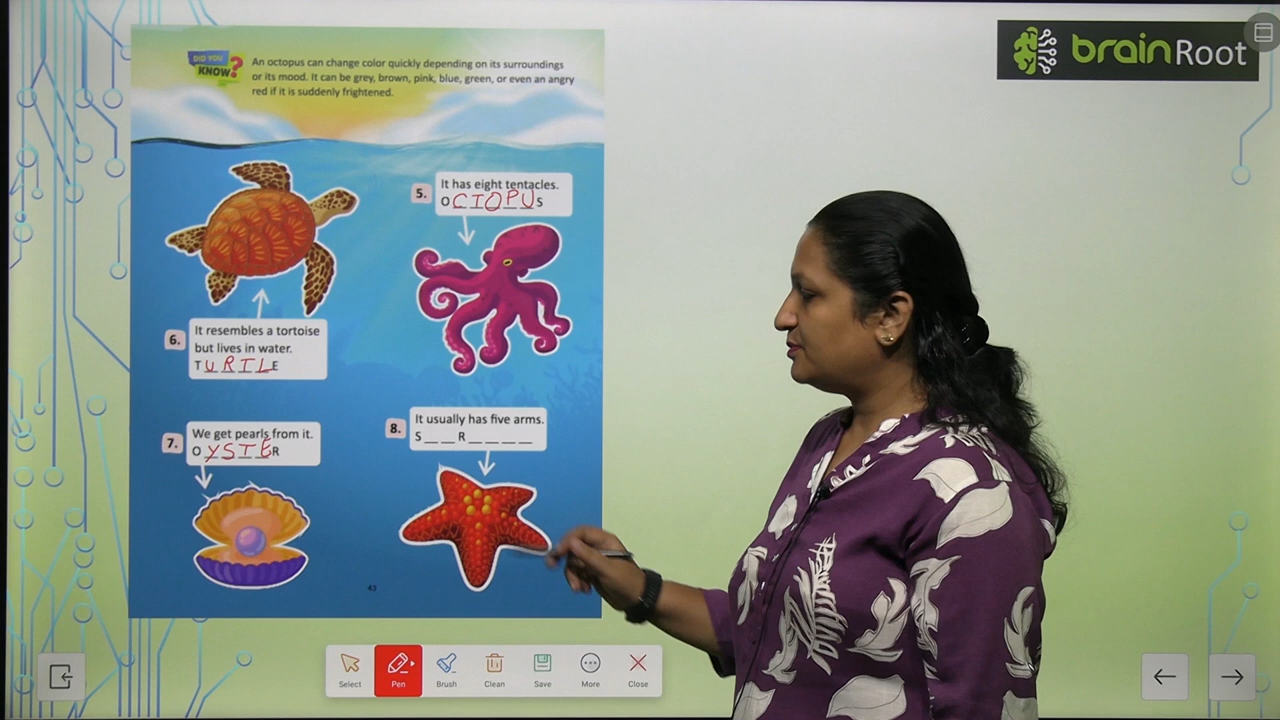 brainRoot
DID YOU
KNOW?
An octopus can change color quickly depending on its surroundings
or its mood. It can be grey, brown, pink, blue, green, or even an angry
red if it is suddenly frightened.
5. It has eight tentacles.
OCTOPUS
6. It resembles a tortoise
but lives in water.
TURTLE
7. We get pearls from it.
OYSTER
8. It usually has five arms.
S _ _ R _ _ _ _
43
Select Pen Brush Clean Save More Close